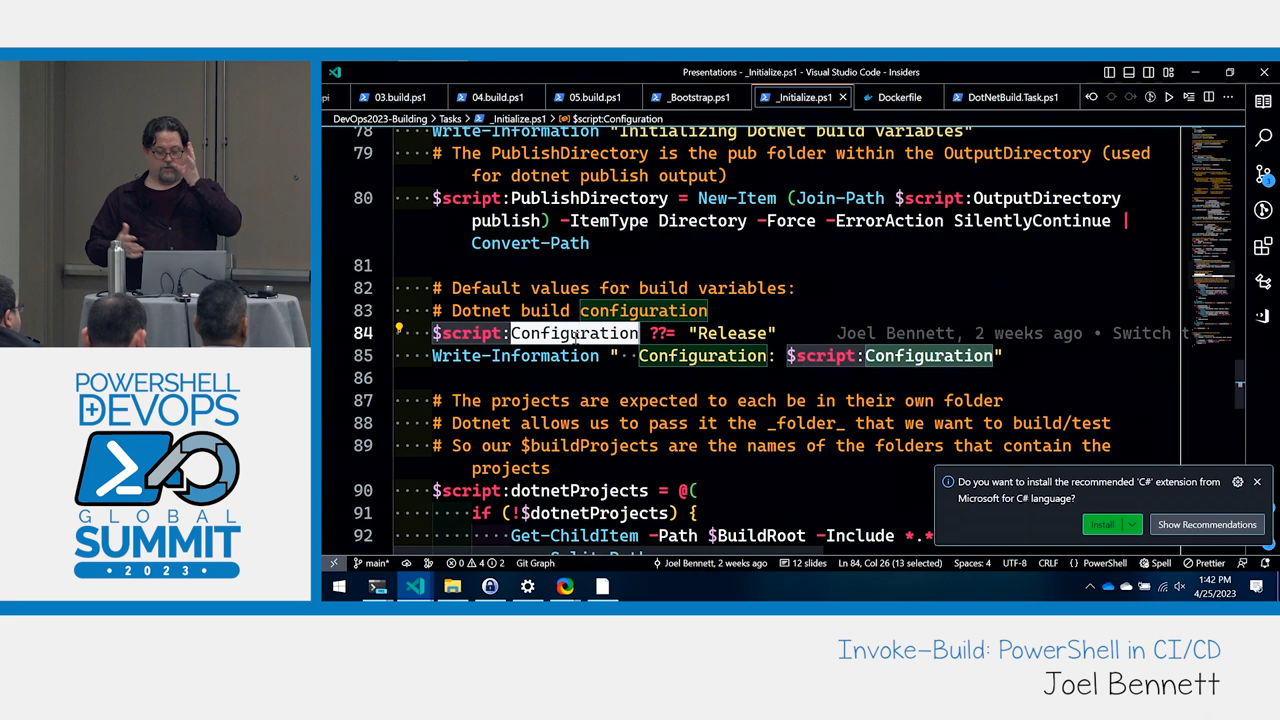 Presentations - _Initialize.ps1 - Visual Studio Code - Insiders
03.build.ps1
04.build.ps1
05.build.ps1
_Bootstrap.ps1
_Initialize.ps1
Dockerfile
DotNetBuild.Task.ps1
DevOps2023-Building > Tasks > _Initialize.ps1 > $script:Configuration
78 Write-Information "Initializing DotNet build variables"
79 # The PublishDirectory is the pub folder within the OutputDirectory (used
for dotnet publish output)
80 $script:PublishDirectory = New-Item (Join-Path $script:OutputDirectory
publish) -ItemType Directory -Force -ErrorAction SilentlyContinue |
Convert-Path
81
82 # Default values for build variables:
83 # Dotnet build configuration
84 $script:Configuration ??= "Release" Joel Bennett, 2 weeks ago • Switch t
85 Write-Information "··Configuration: $script:Configuration"
86
87 # The projects are expected to each be in their own folder
88 # Dotnet allows us to pass it the _folder_ that we want to build/test
89 # So our $buildProjects are the names of the folders that contain the
projects
90 $script:dotnetProjects = @(
91 if (!$dotnetProjects) {
92 Get-ChildItem -Path $BuildRoot -Include *.*
Do you want to install the recommended 'C#' extension from
Microsoft for C# language?
Install
Show Recommendations
main*
0 4 2
Git Graph
Joel Bennett, 2 weeks ago
12 slides
Ln 84, Col 26 (13 selected)
Spaces: 4
UTF-8
CRLF
{ } PowerShell
Spell
Prettier
1:42 PM
4/25/2023
POWERSHELL
+DEVOPS
GLOBAL
SUMMIT
• 2023 •
Invoke-Build: PowerShell in CI/CD
Joel Bennett